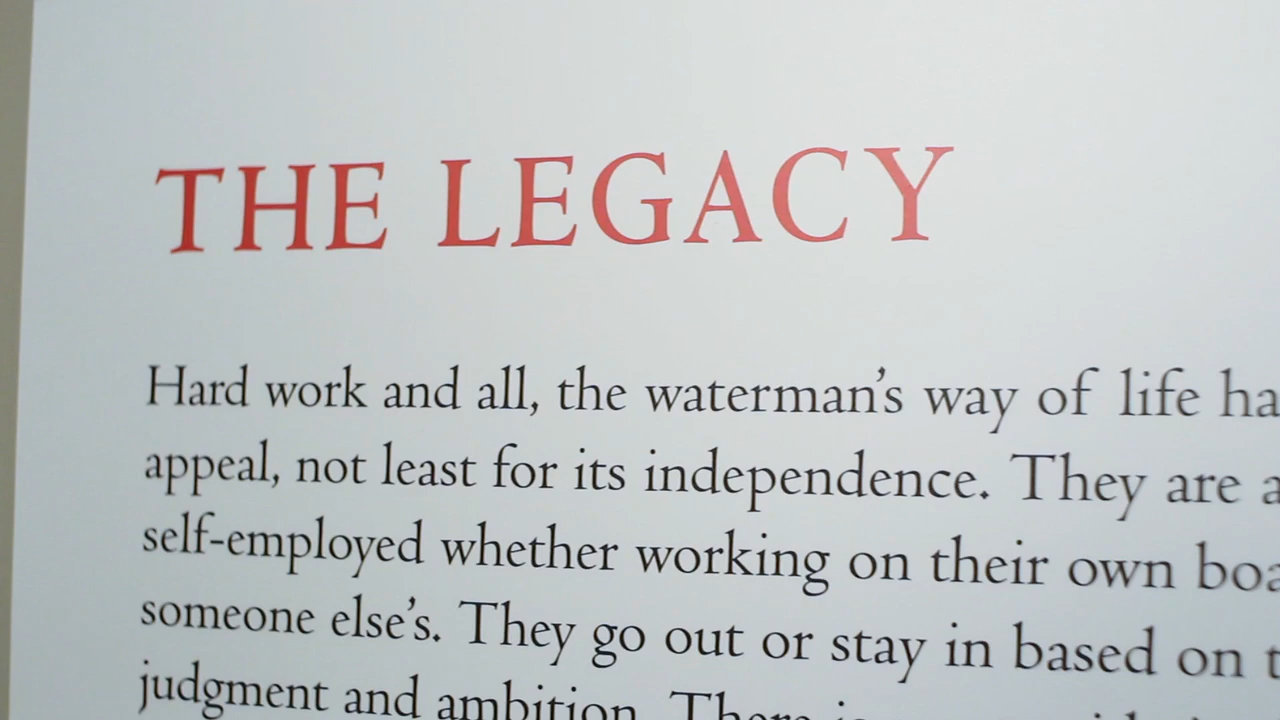 THE LEGACY
Hard work and all, the waterman's way of life ha
appeal, not least for its independence. They are a
self-employed whether working on their own boa
someone else's. They go out or stay in based on t
judgment and ambition. There is